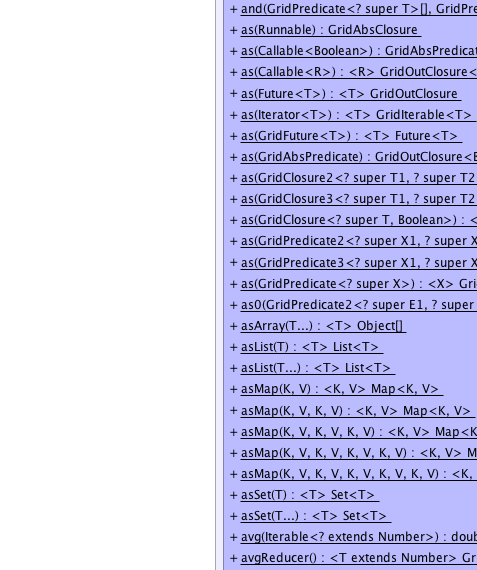 + and(GridPredicate<? super T>[], GridPre
+ as(Runnable) : GridAbsClosure
+ as(Callable<Boolean>) : GridAbsPredicat
+ as(Callable<R>) : <R> GridOutClosure<
+ as(Future<T>) : <T> GridOutClosure
+ as(Iterator<T>) : <T> GridIterable<T>
+ as(GridFuture<T>) : <T> Future<T>
+ as(GridAbsPredicate) : GridOutClosure<B
+ as(GridClosure2<? super T1, ? super T2
+ as(GridClosure3<? super T1, ? super T2
+ as(GridClosure<? super T, Boolean>) : <
+ as(GridPredicate2<? super X1, ? super X
+ as(GridPredicate3<? super X1, ? super X
+ as(GridPredicate<? super X>) : <X> Gri
+ as0(GridPredicate2<? super E1, ? super
+ asArray(T...) : <T> Object[]
+ asList(T) : <T> List<T>
+ asList(T...) : <T> List<T>
+ asMap(K, V) : <K, V> Map<K, V>
+ asMap(K, V, K, V) : <K, V> Map<K, V>
+ asMap(K, V, K, V, K, V) : <K, V> Map<K
+ asMap(K, V, K, V, K, V, K, V) : <K, V> M
+ asMap(K, V, K, V, K, V, K, V, K, V) : <K,
+ asSet(T) : <T> Set<T>
+ asSet(T...) : <T> Set<T>
+ avg(Iterable<? extends Number>) : doub
+ avgReducer() : <T extends Number> Gr